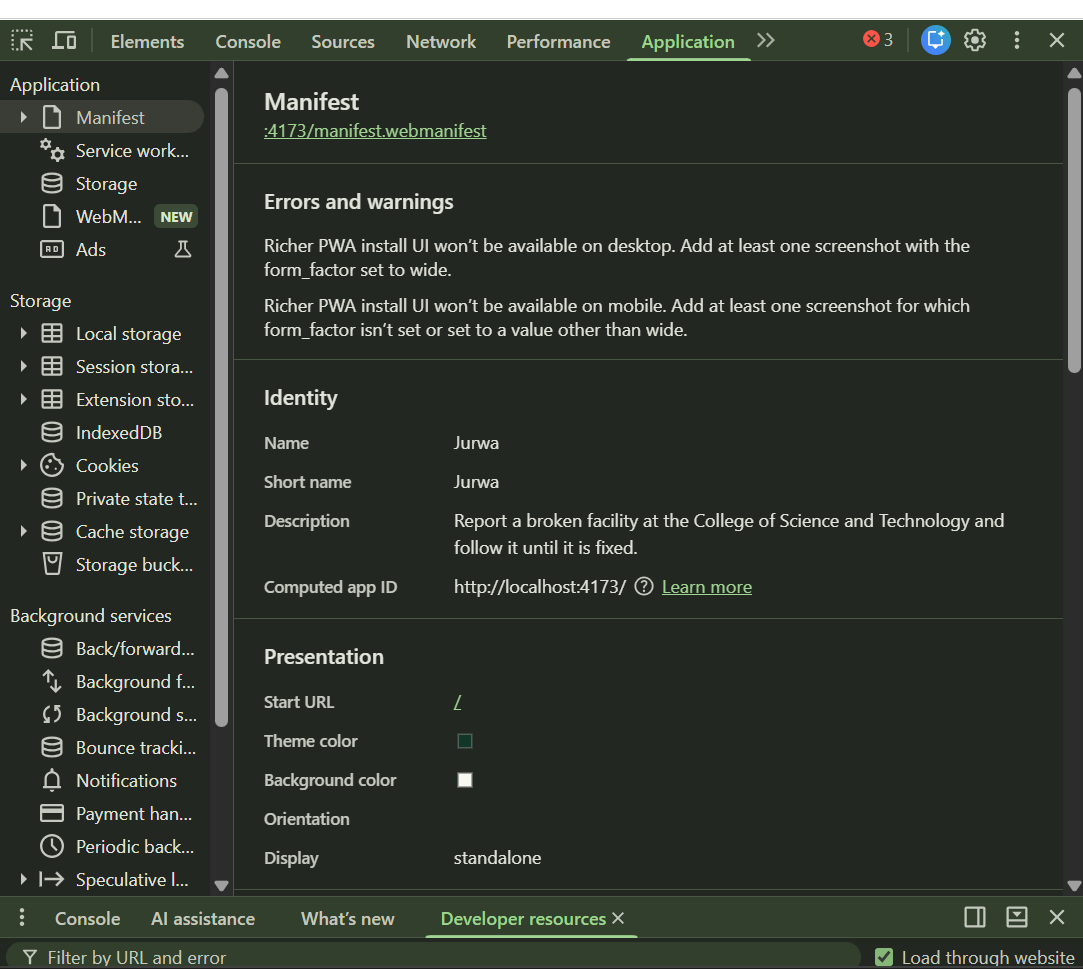 Elements Console Sources Network Performance Application 3
Application
Manifest
Service work...
Storage
WebM... NEW
Ads
Storage
Local storage
Session stora...
Extension sto...
IndexedDB
Cookies
Private state t...
Cache storage
Storage buck...
Background services
Back/forward...
Background f...
Background s...
Bounce tracki...
Notifications
Payment han...
Periodic back...
Speculative l...
Manifest
:4173/manifest.webmanifest
Errors and warnings
Richer PWA install UI won’t be available on desktop. Add at least one screenshot with the
form_factor set to wide.
Richer PWA install UI won’t be available on mobile. Add at least one screenshot for which
form_factor isn’t set or set to a value other than wide.
Identity
Name Jurwa
Short name Jurwa
Description Report a broken facility at the College of Science and Technology and
follow it until it is fixed.
Computed app ID http://localhost:4173/ Learn more
Presentation
Start URL /
Theme color
Background color
Orientation
Display standalone
Console AI assistance What’s new Developer resources
Filter by URL and error Load through website